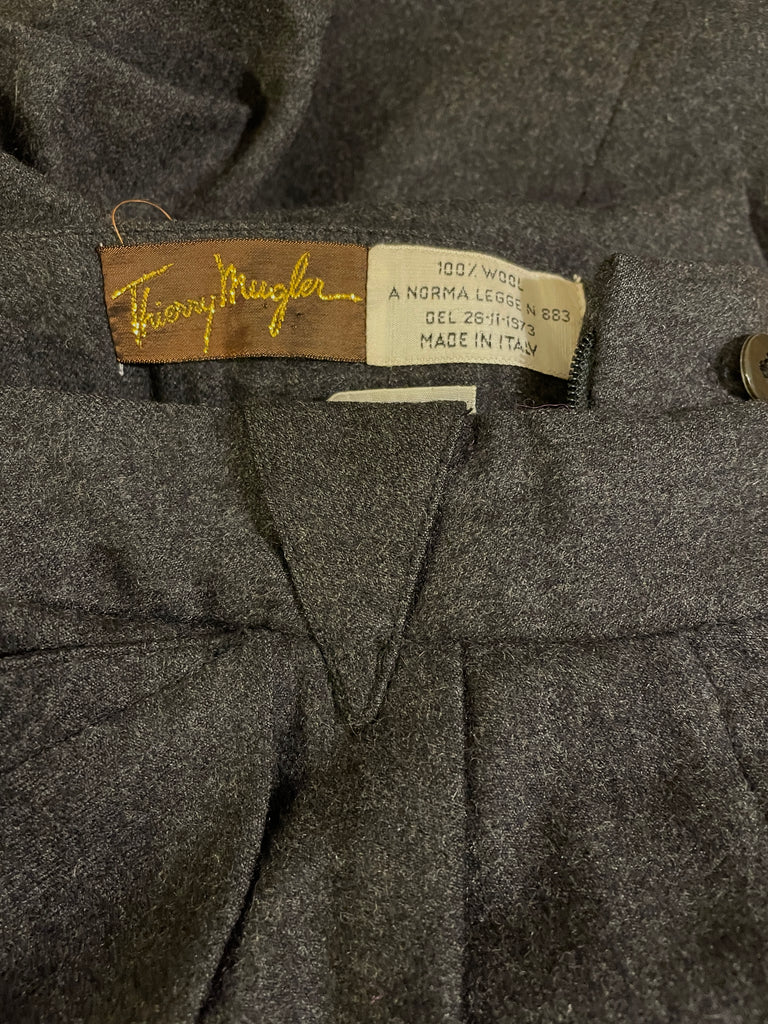 Thierry Mugler
100% WOOL
A NORMA LEGGE N 883
DEL 26-11-1973
MADE IN ITALY